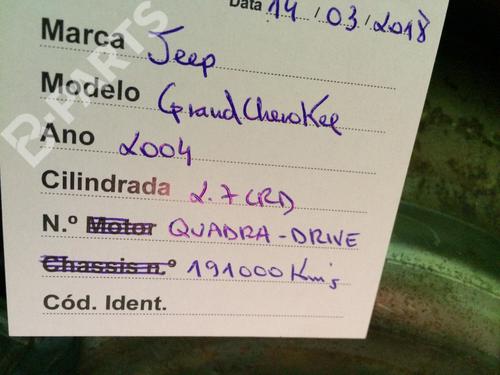 Data 14 / 03 / 2018
Marca Jeep
Modelo Grand Cherokee
Ano 2004
Cilindrada 2.7 CRD
N.º Motor QUADRA-DRIVE
Chassis n.º 191000 Km's
Cód. Ident.
B-PARTS